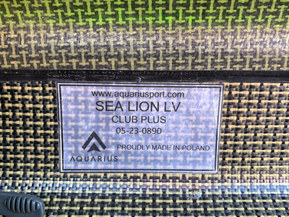 www.aquariusport.com
SEA LION LV
CLUB PLUS
05-23-0890
AQUARIUS
PROUDLY MADE IN POLAND